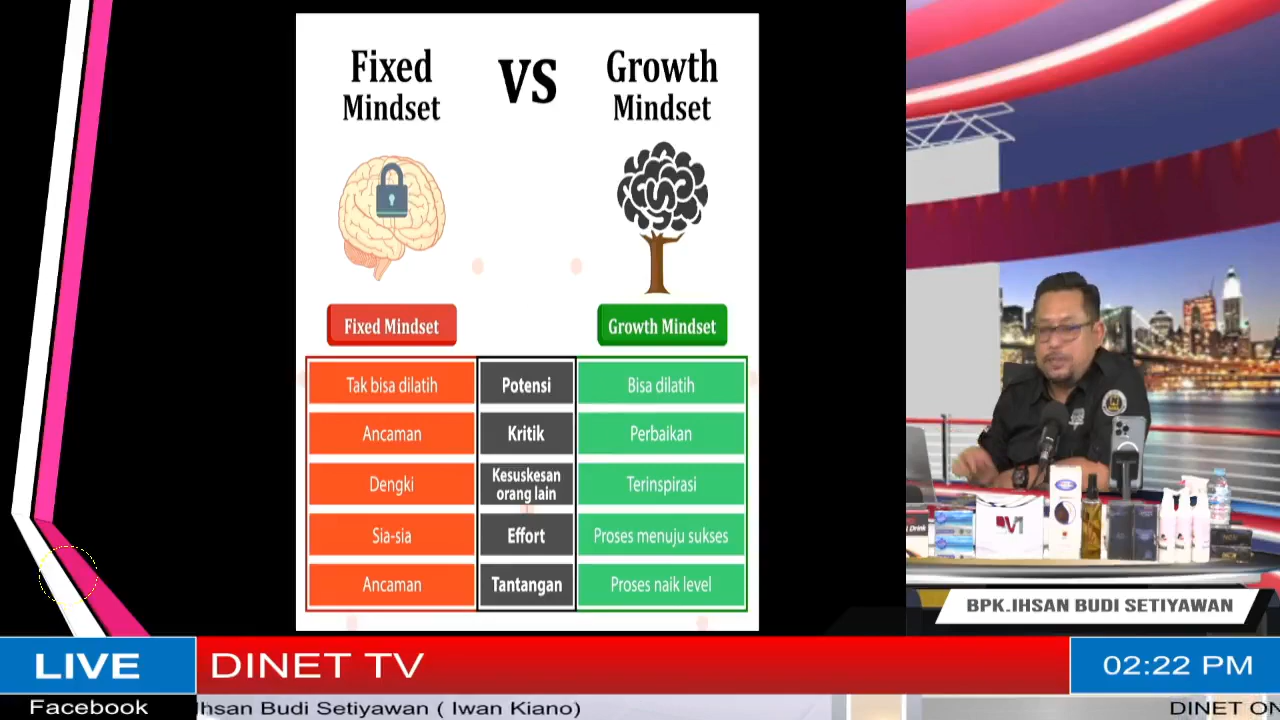 Fixed
Mindset
VS
Growth
Mindset
Fixed Mindset
Growth Mindset
Tak bisa dilatih
Potensi
Bisa dilatih
Ancaman
Kritik
Perbaikan
Dengki
Kesuskesan
orang lain
Terinspirasi
Sia-sia
Effort
Proses menuju sukses
Ancaman
Tantangan
Proses naik level
BPK.IHSAN BUDI SETIYAWAN
LIVE
DINET TV
02:22 PM
Facebook
Ihsan Budi Setiyawan ( Iwan Kiano)
DINET ON